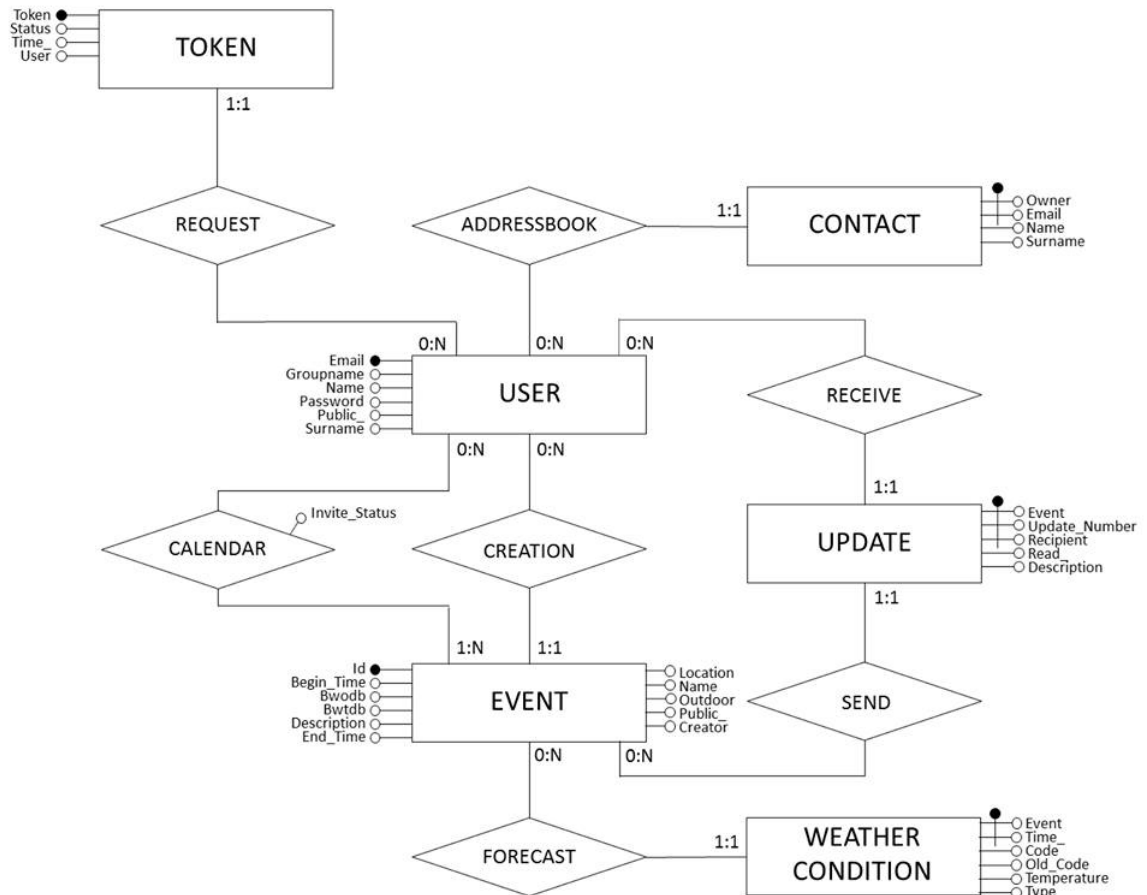 Token
Status
Time_
User
TOKEN
1:1
REQUEST
ADDRESSBOOK
1:1
CONTACT
Owner
Email
Name
Surname
0:N
0:N
0:N
Email
Groupname
Name
Password
Public_
Surname
USER
RECEIVE
0:N
0:N
1:1
Invite_Status
CALENDAR
CREATION
UPDATE
Event
Update_Number
Recipient
Read_
Description
1:1
1:N
1:1
Id
Begin_Time
Bwodb
Bwtdb
Description
End_Time
EVENT
Location
Name
Outdoor
Public_
Creator
SEND
0:N
0:N
FORECAST
1:1
WEATHER
CONDITION
Event
Time_
Code
Old_Code
Temperature
Type